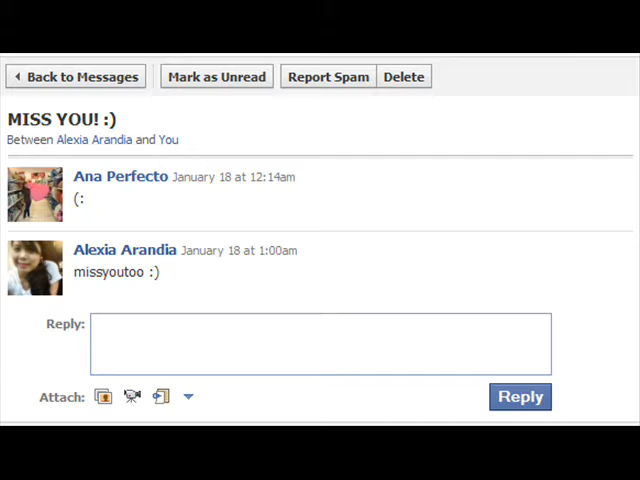 Back to Messages Mark as Unread Report Spam Delete
MISS YOU! :)
Between Alexia Arandia and You
Ana Perfecto January 18 at 12:14am
(:
Alexia Arandia January 18 at 1:00am
missyoutoo :)
Reply:
Attach: Reply